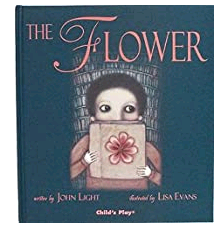 THE FLOWER
written by JOHN LIGHT illustrated by LISA EVANS
Child's Play®